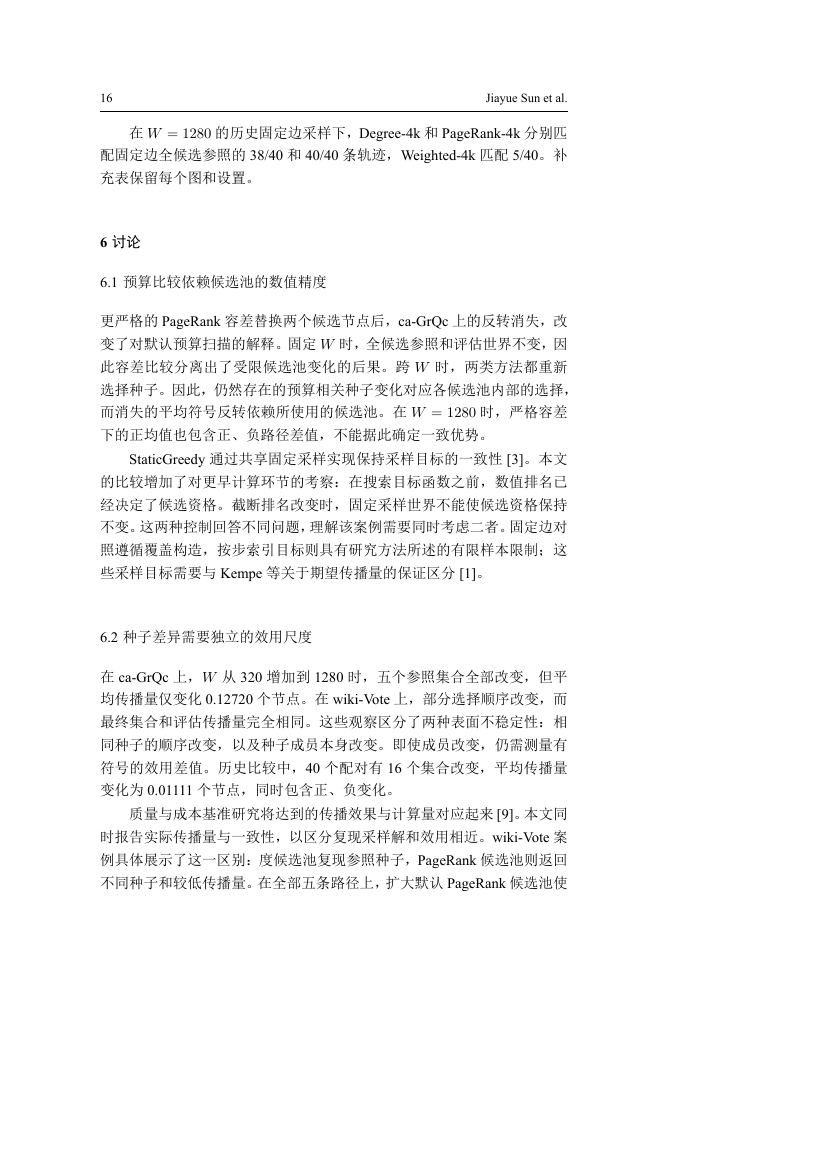 16
Jiayue Sun et al.
在 W = 1280 的历史固定边采样下，Degree-4k 和 PageRank-4k 分别匹
配固定边全候选参照的 38/40 和 40/40 条轨迹，Weighted-4k 匹配 5/40。补
充表保留每个图和设置。
6 讨论
6.1 预算比较依赖候选池的数值精度
更严格的 PageRank 容差替换两个候选节点后，ca-GrQc 上的反转消失，改
变了对默认预算扫描的解释。固定 W 时，全候选参照和评估世界不变，因
此容差比较分离出了受限候选池变化的后果。跨 W 时，两类方法都重新
选择种子。因此，仍然存在的预算相关种子变化对应各候选池内部的选择，
而消失的平均符号反转依赖所使用的候选池。在 W = 1280 时，严格容差
下的正均值也包含正、负路径差值，不能据此确定一致优势。
StaticGreedy 通过共享固定采样实现保持采样目标的一致性 [3]。本文
的比较增加了对更早计算环节的考察：在搜索目标函数之前，数值排名已
经决定了候选资格。截断排名改变时，固定采样世界不能使候选资格保持
不变。这两种控制回答不同问题，理解该案例需要同时考虑二者。固定边对
照遵循覆盖构造，按步索引目标则具有研究方法所述的有限样本限制；这
些采样目标需要与 Kempe 等关于期望传播量的保证区分 [1]。
6.2 种子差异需要独立的效用尺度
在 ca-GrQc 上，W 从 320 增加到 1280 时，五个参照集合全部改变，但平
均传播量仅变化 0.12720 个节点。在 wiki-Vote 上，部分选择顺序改变，而
最终集合和评估传播量完全相同。这些观察区分了两种表面不稳定性：相
同种子的顺序改变，以及种子成员本身改变。即使成员改变，仍需测量有
符号的效用差值。历史比较中，40 个配对有 16 个集合改变，平均传播量
变化为 0.01111 个节点，同时包含正、负变化。
质量与成本基准研究将达到的传播效果与计算量对应起来 [9]。本文同
时报告实际传播量与一致性，以区分复现采样解和效用相近。wiki-Vote 案
例具体展示了这一区别：度候选池复现参照种子，PageRank 候选池则返回
不同种子和较低传播量。在全部五条路径上，扩大默认 PageRank 候选池使